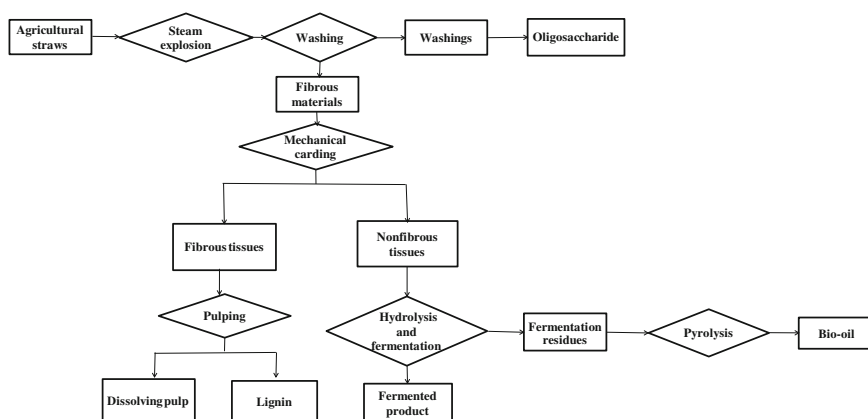 Agricultural
straws
Steam
explosion
Washing
Washings
Oligosaccharide
Fibrous
materials
Mechanical
carding
Fibrous tissues
Nonfibrous
tissues
Pulping
Hydrolysis
and
fermentation
Fermentation
residues
Pyrolysis
Bio-oil
Dissolving pulp
Lignin
Fermented
product